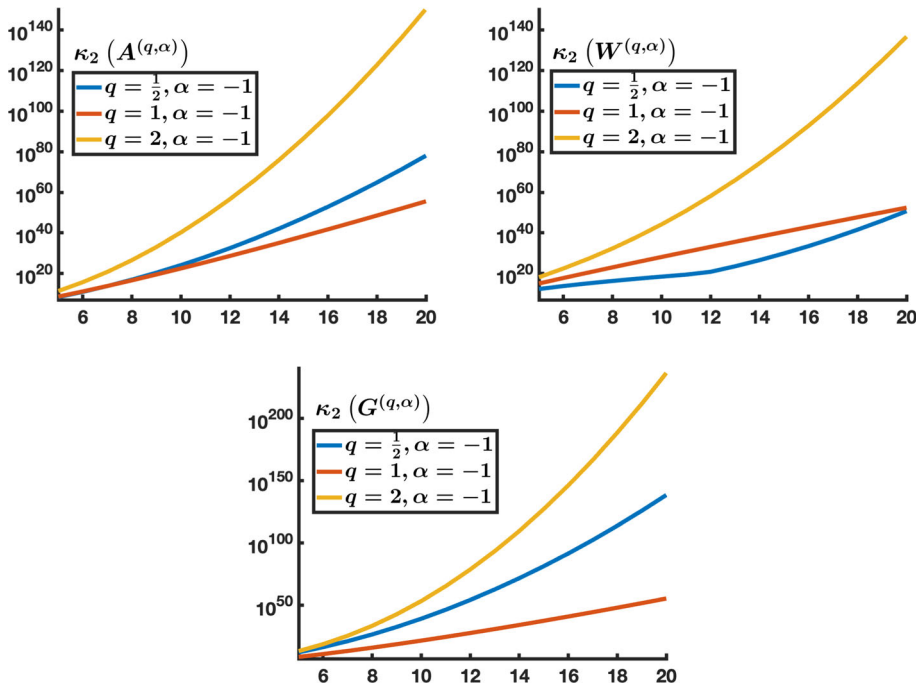 κ₂ (A^(q,α))
q = 1/2, α = −1
q = 1, α = −1
q = 2, α = −1
10^140
10^120
10^100
10^80
10^60
10^40
10^20
6 8 10 12 14 16 18 20
κ₂ (W^(q,α))
q = 1/2, α = −1
q = 1, α = −1
q = 2, α = −1
10^140
10^120
10^100
10^80
10^60
10^40
10^20
6 8 10 12 14 16 18 20
κ₂ (G^(q,α))
q = 1/2, α = −1
q = 1, α = −1
q = 2, α = −1
10^200
10^150
10^100
10^50
6 8 10 12 14 16 18 20